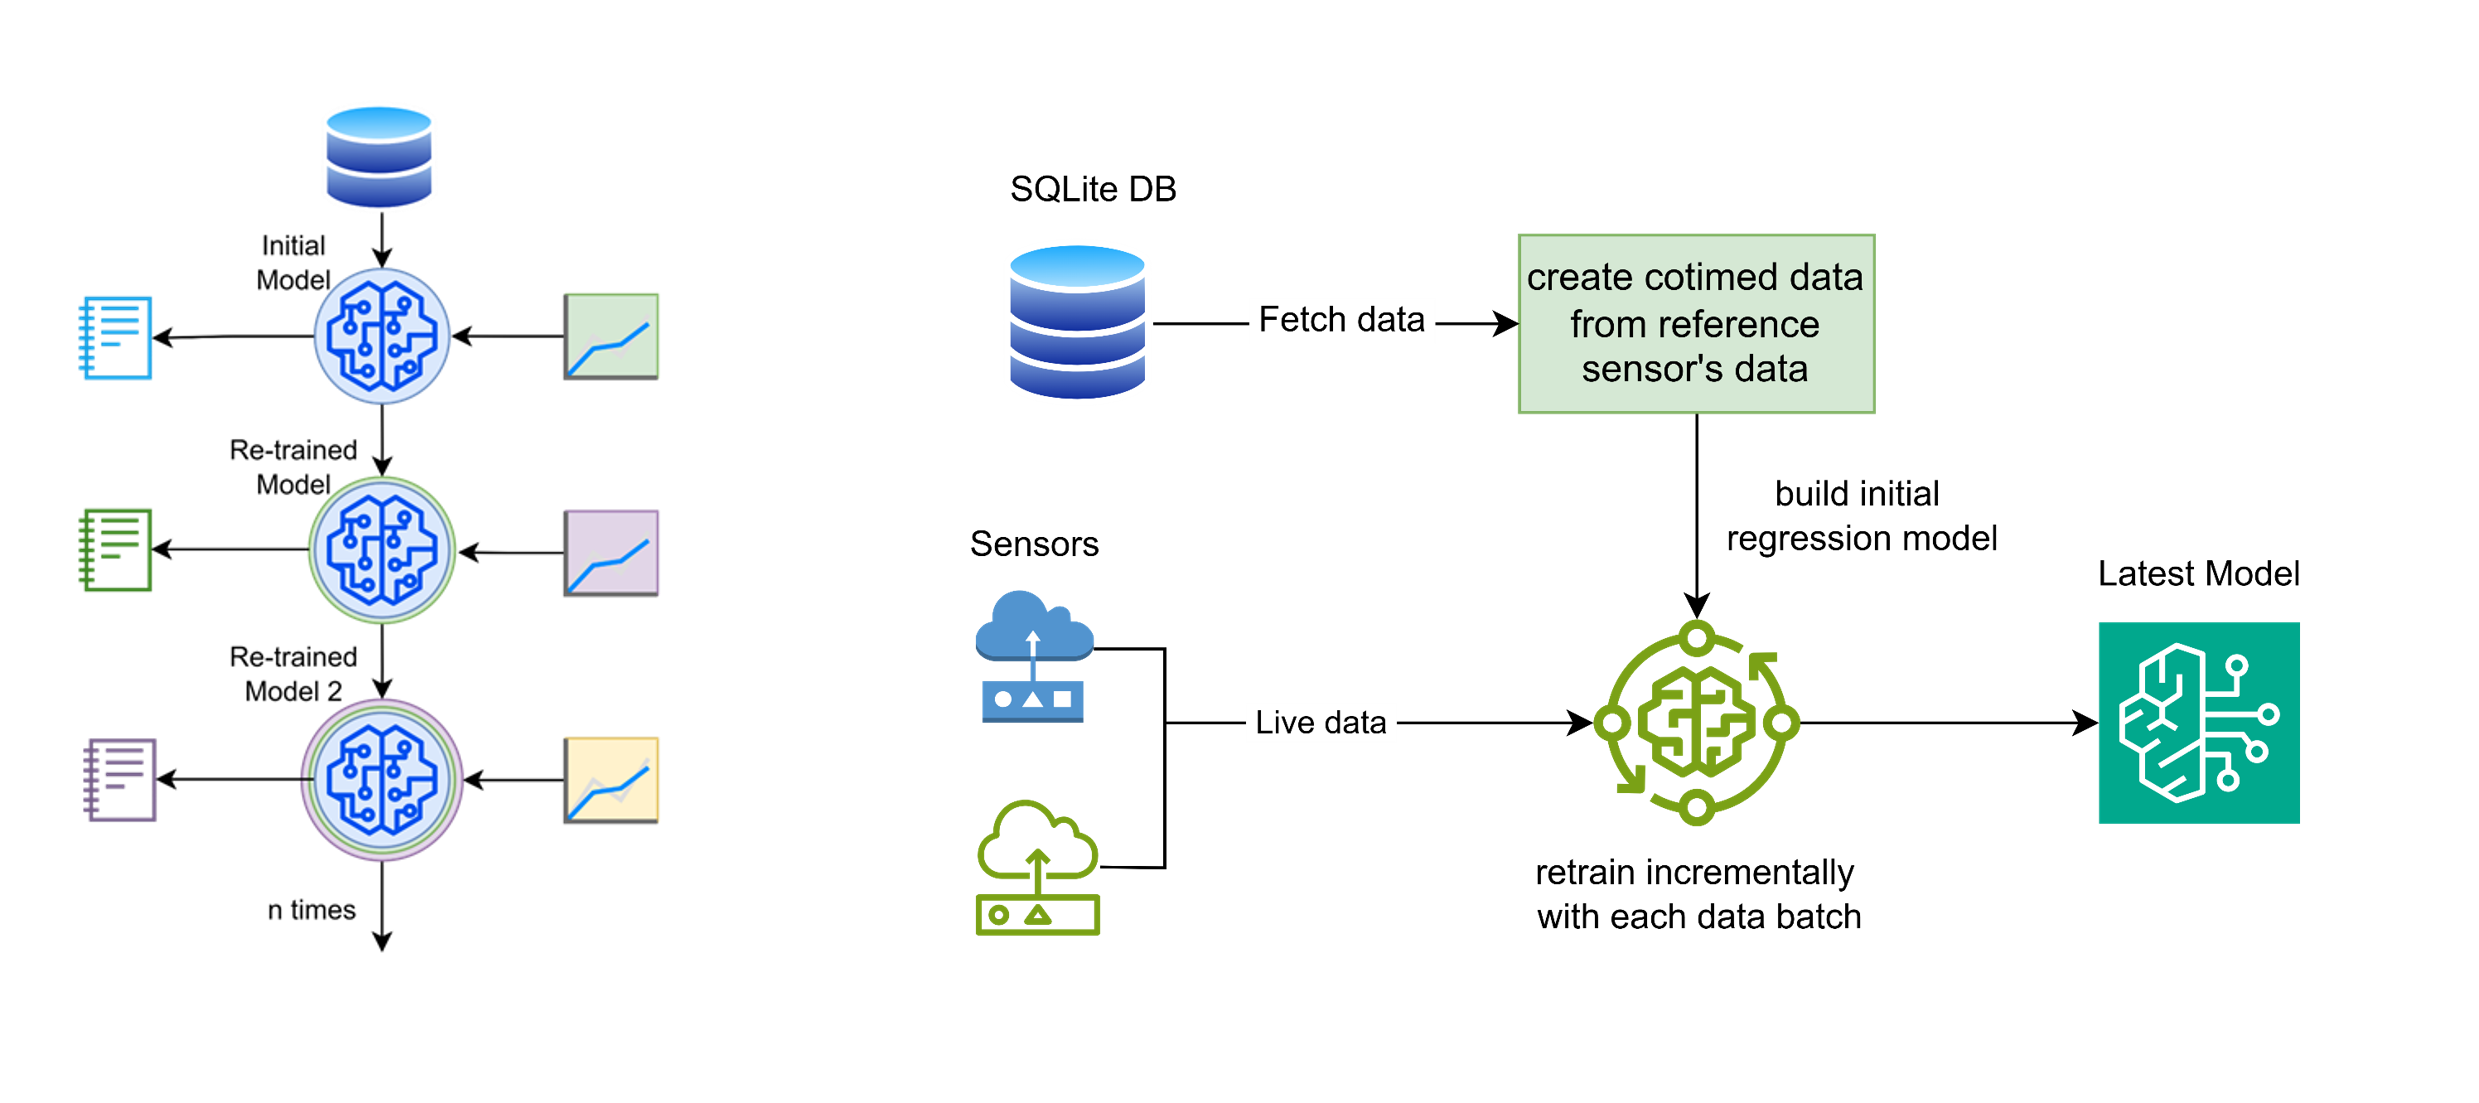 Initial
Model
Re-trained
Model
Re-trained
Model 2
n times
SQLite DB
Fetch data
create cotimed data
from reference
sensor's data
build initial
regression model
Sensors
Live data
Latest Model
retrain incrementally
with each data batch